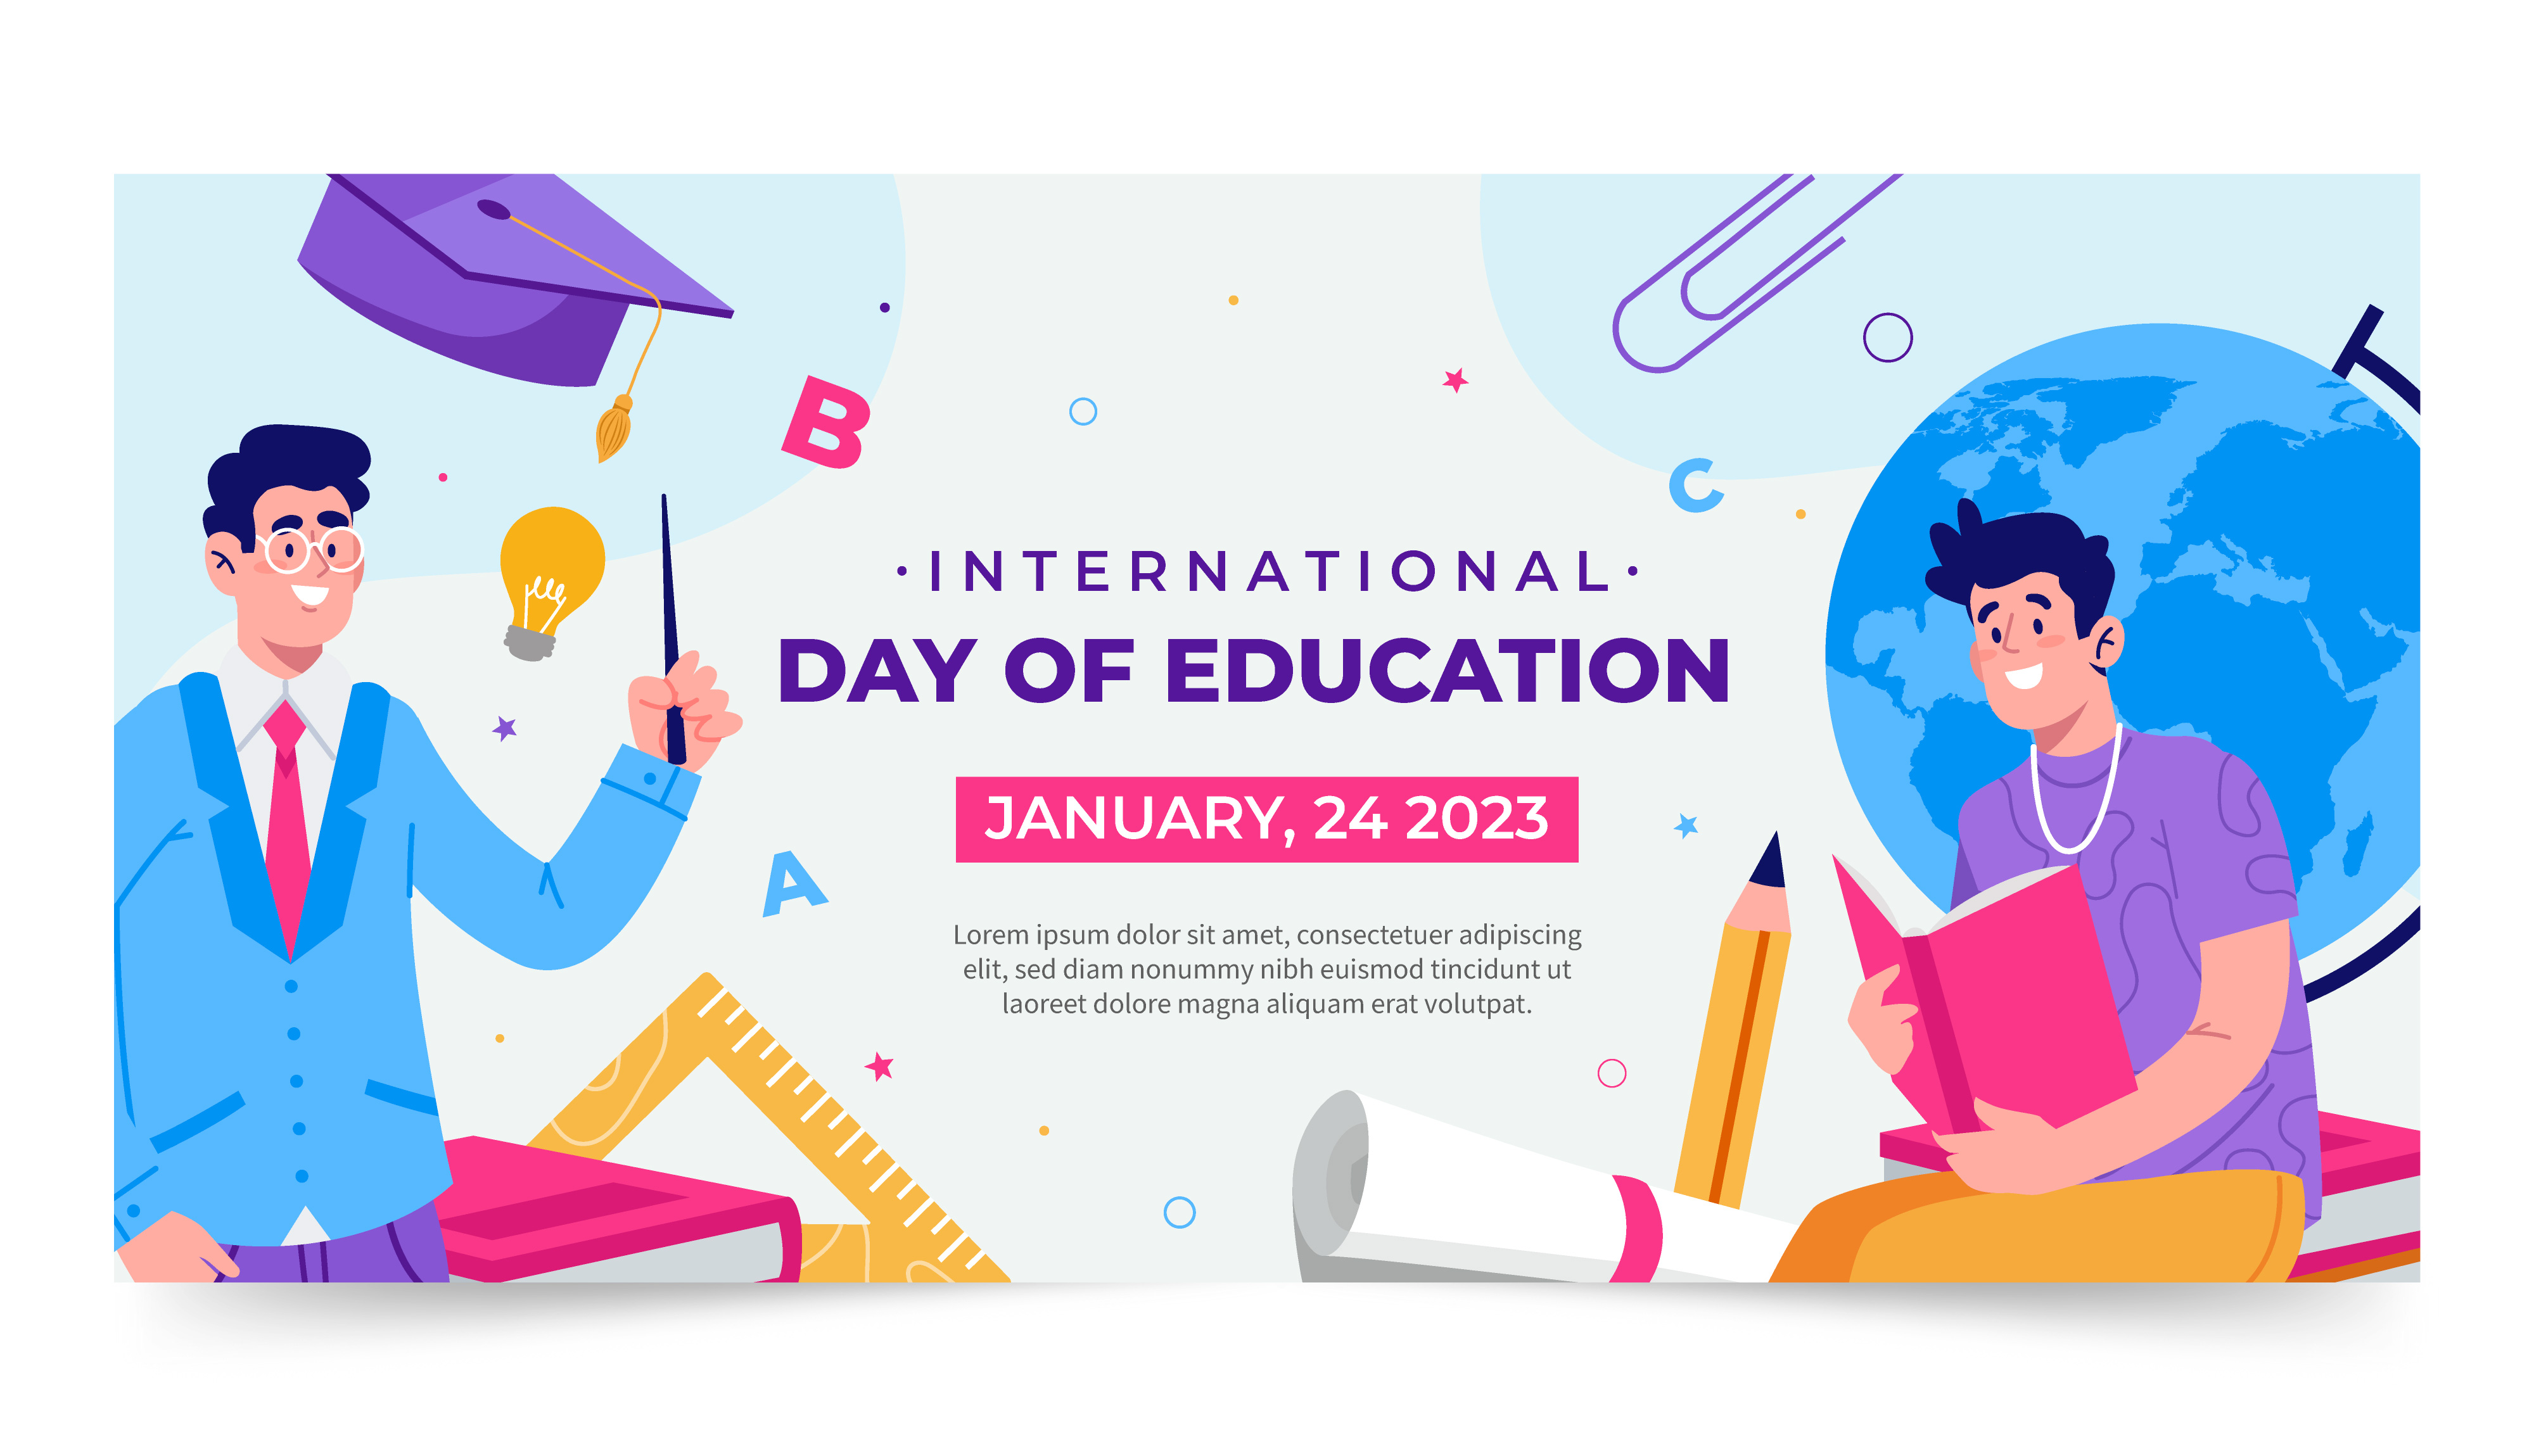 B
C
·INTERNATIONAL·
DAY OF EDUCATION
JANUARY, 24 2023
A
Lorem ipsum dolor sit amet, consectetuer adipiscing
elit, sed diam nonummy nibh euismod tincidunt ut
laoreet dolore magna aliquam erat volutpat.